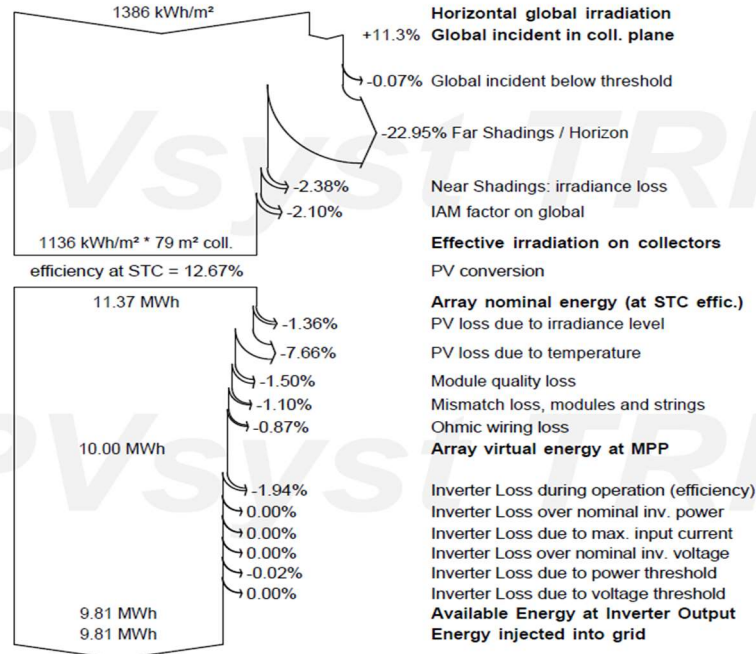 1386 kWh/m² Horizontal global irradiation
+11.3% Global incident in coll. plane
-0.07% Global incident below threshold
-22.95% Far Shadings / Horizon
-2.38% Near Shadings: irradiance loss
-2.10% IAM factor on global
1136 kWh/m² * 79 m² coll. Effective irradiation on collectors
efficiency at STC = 12.67% PV conversion
11.37 MWh Array nominal energy (at STC effic.)
-1.36% PV loss due to irradiance level
-7.66% PV loss due to temperature
-1.50% Module quality loss
-1.10% Mismatch loss, modules and strings
-0.87% Ohmic wiring loss
10.00 MWh Array virtual energy at MPP
-1.94% Inverter Loss during operation (efficiency)
0.00% Inverter Loss over nominal inv. power
0.00% Inverter Loss due to max. input current
0.00% Inverter Loss over nominal inv. voltage
-0.02% Inverter Loss due to power threshold
0.00% Inverter Loss due to voltage threshold
9.81 MWh Available Energy at Inverter Output
9.81 MWh Energy injected into grid
PVsyst TRI
PVsyst TRI